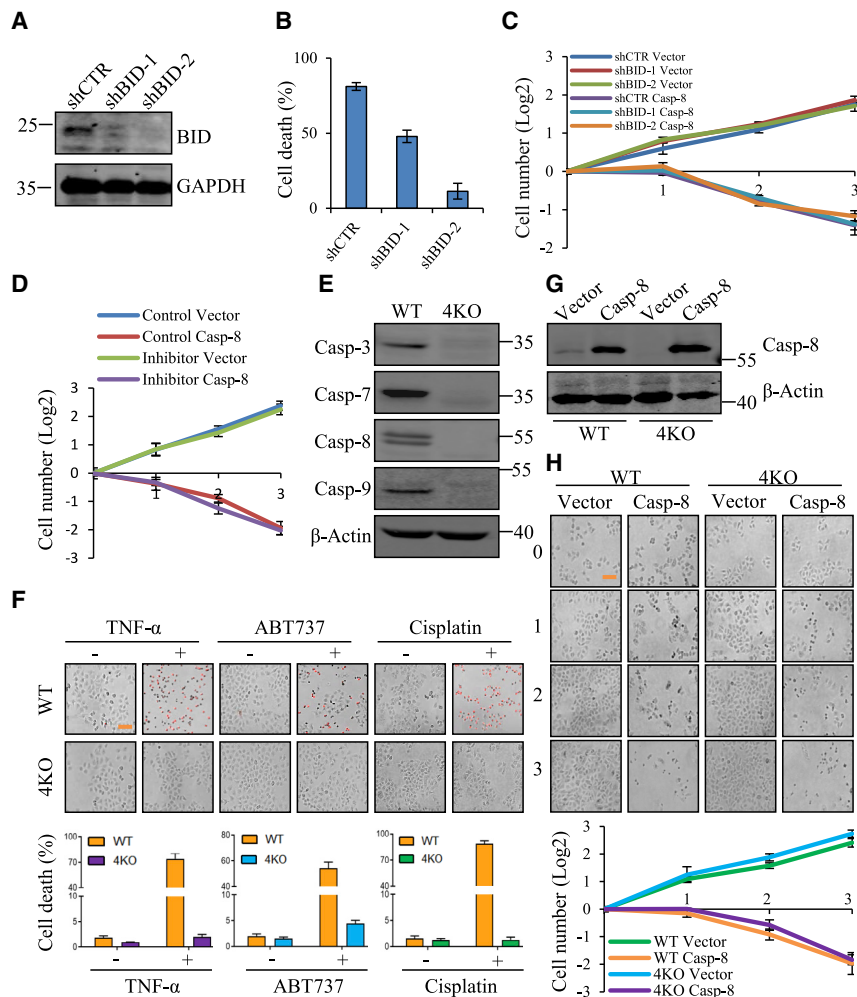 A
shCTR
shBID-1
shBID-2
25
BID
35
GAPDH
B
Cell death (%)
100
50
0
shCTR
shBID-1
shBID-2
C
shCTR Vector
shBID-1 Vector
shBID-2 Vector
shCTR Casp-8
shBID-1 Casp-8
shBID-2 Casp-8
Cell number (Log2)
3
2
1
0
-1
-2
1
2
3
D
Control Vector
Control Casp-8
Inhibitor Vector
Inhibitor Casp-8
Cell number (Log2)
3
2
1
0
-1
-2
-3
1
2
3
E
WT 4KO
Casp-3
35
Casp-7
35
Casp-8
55
55
Casp-9
β-Actin
40
G
Vector
Casp-8
Vector
Casp-8
Casp-8
55
β-Actin
40
WT 4KO
F
TNF-α ABT737 Cisplatin
- + - + - +
WT
4KO
Cell death (%)
WT
4KO
100
70
10
5
0
WT
4KO
80
60
40
10
5
0
WT
4KO
100
70
10
5
0
- + - + - +
TNF-α ABT737 Cisplatin
H
WT 4KO
Vector Casp-8 Vector Casp-8
0
1
2
3
Cell number (Log2)
3
2
1
0
-1
-2
-3
1
2
3
WT Vector
WT Casp-8
4KO Vector
4KO Casp-8